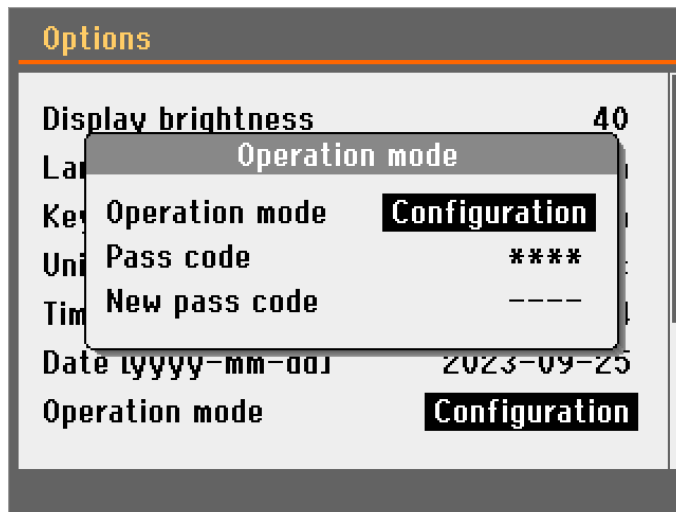 Options
Display brightness 40
Operation mode
Operation mode Configuration
Pass code ****
New pass code ----
Date [yyyy-mm-dd] 2023-09-25
Operation mode Configuration